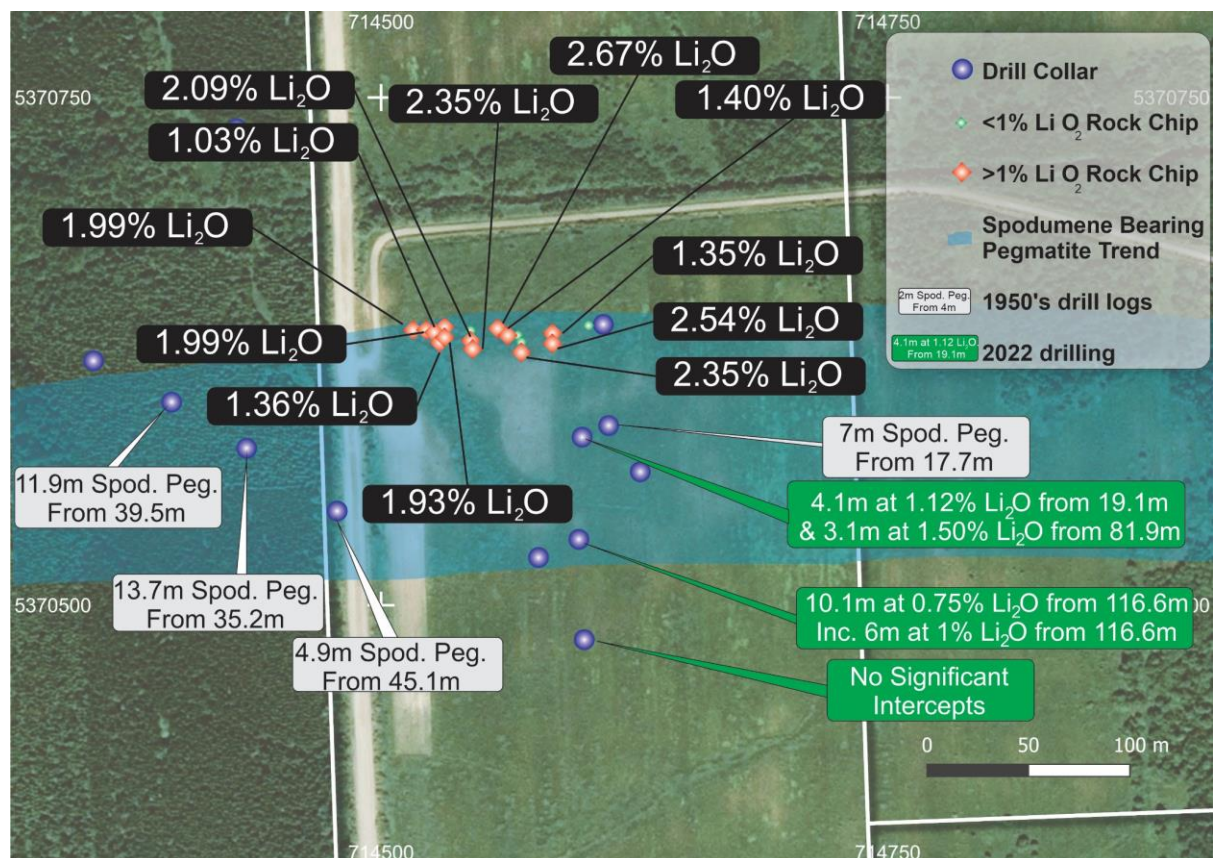 714500
714750
5370750
5370750
2.67% Li₂O
2.09% Li₂O
2.35% Li₂O
1.40% Li₂O
1.03% Li₂O
1.99% Li₂O
1.35% Li₂O
1.99% Li₂O
2.54% Li₂O
2.35% Li₂O
1.36% Li₂O
1.93% Li₂O
Drill Collar
<1% Li O₂ Rock Chip
>1% Li O₂ Rock Chip
Spodumene Bearing
Pegmatite Trend
2m Spod. Peg.
From 4m
1950's drill logs
4.1m at 1.12 Li₂O.
From 19.1m
2022 drilling
11.9m Spod. Peg.
From 39.5m
7m Spod. Peg.
From 17.7m
4.1m at 1.12% Li₂O from 19.1m
& 3.1m at 1.50% Li₂O from 81.9m
13.7m Spod. Peg.
From 35.2m
5370500
10.1m at 0.75% Li₂O from 116.6m
Inc. 6m at 1% Li₂O from 116.6m
4.9m Spod. Peg.
From 45.1m
No Significant
Intercepts
0 50 100 m
714500
714750